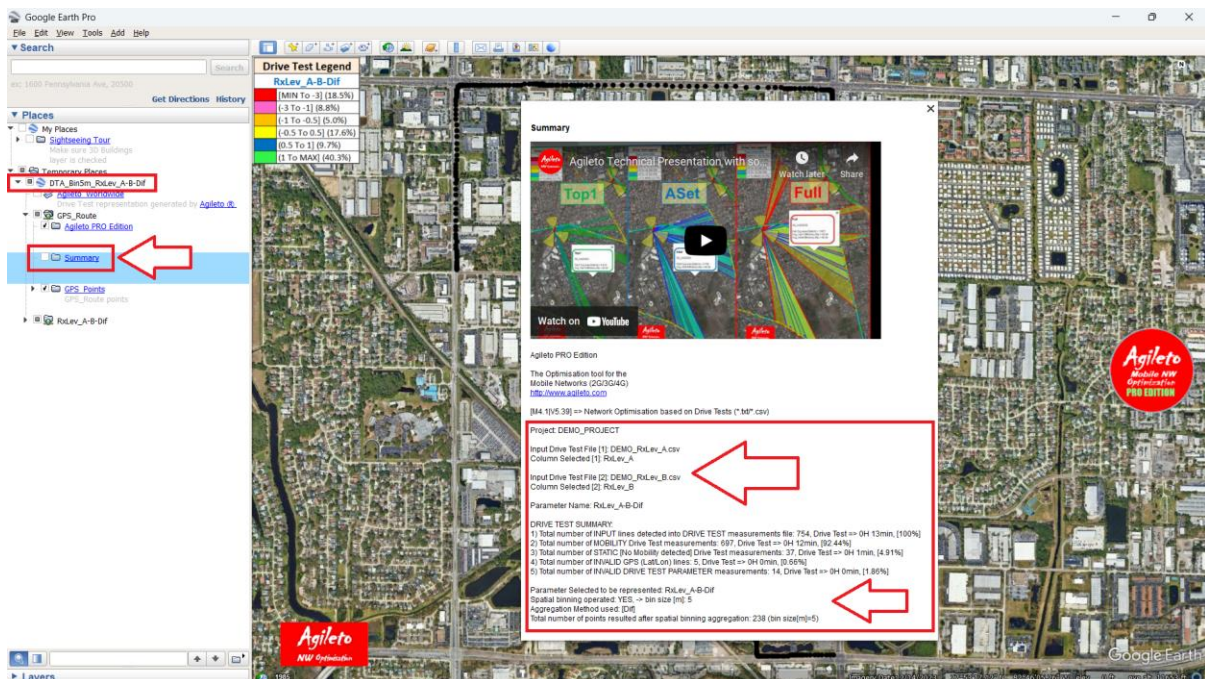 Google Earth Pro
File Edit View Tools Add Help
Search
Search
ex: 1600 Pennsylvania Ave, 20500
Get Directions History
Places
My Places
Sightseeing Tour
Make sure 3D Buildings
layer is checked
Temporary Places
DTA_Bin5m_RxLev_A-B-Dif
Agileto Worldwide
Drive Test representation generated by Agileto
GPS_Route
Agileto PRO Edition
Summary
GPS_Points
GPS_Route points
RxLev_A-B-Dif
Layers
Drive Test Legend
RxLev_A-B-Dif
[MIN To -3] (18.5%)
(-3 To -1] (8.8%)
(-1 To -0.5] (5.0%)
(-0.5 To 0.5] (17.6%)
(0.5 To 1] (9.7%)
(1 To MAX] (40.3%)
Summary
Agileto Technical Presentation with so...
Watch later
Share
Top1
ASet
Full
Watch on YouTube
Agileto PRO Edition
The Optimisation tool for the
Mobile Networks (2G/3G/4G)
http://www.agileto.com
[M4.1|V5.39] => Network Optimisation based on Drive Tests (*.txt/*.csv)
Project: DEMO_PROJECT
Input Drive Test File [1]: DEMO_RxLev_A.csv
Column Selected [1]: RxLev_A
Input Drive Test File [2]: DEMO_RxLev_B.csv
Column Selected [2]: RxLev_B
Parameter Name: RxLev_A-B-Dif
DRIVE TEST SUMMARY:
1) Total number of INPUT lines detected into DRIVE TEST measurements file: 754, Drive Test => 0H 13min, [100%]
2) Total number of MOBILITY Drive Test measurements: 697, Drive Test => 0H 12min, [92.44%]
3) Total number of STATIC [No Mobility detected] Drive Test measurements: 37, Drive Test => 0H 1min, [4.91%]
4) Total number of INVALID GPS (Lat/Lon) lines: 5, Drive Test => 0H 0min, [0.66%]
5) Total number of INVALID DRIVE TEST PARAMETER measurements: 14, Drive Test => 0H 0min, [1.86%]
Parameter Selected to be represented: RxLev_A-B-Dif
Spatial binning operated: YES, -> bin size [m]: 5
Aggregation Method used: [Dif]
Total number of points resulted after spatial binning aggregation: 238 (bin size[m]=5)
Agileto
Mobile NW
Optimization
PRO EDITION
Agileto
NW Optimization
1985
Google Earth